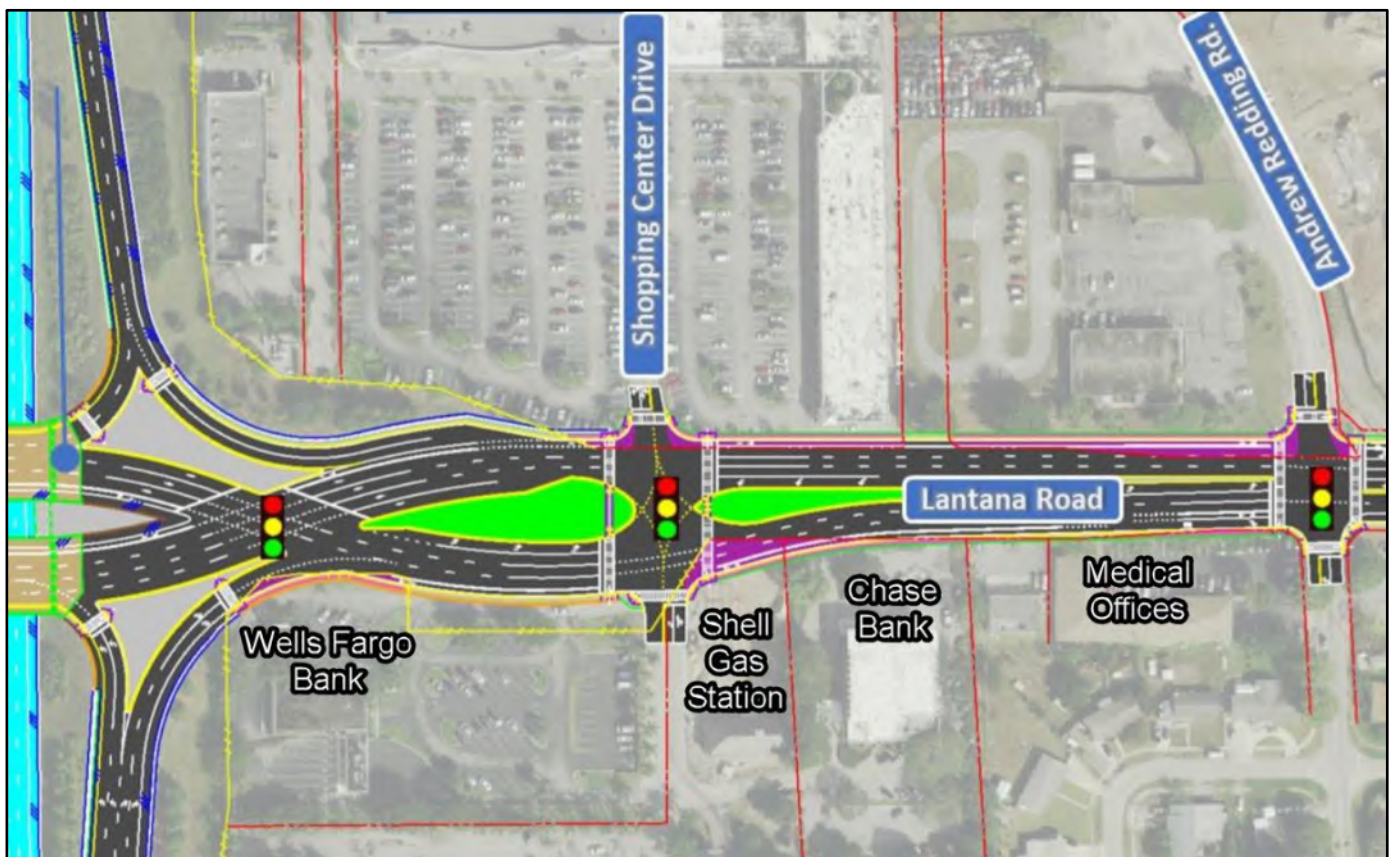 Shopping Center Drive
Andrew Redding Rd.
Lantana Road
Wells Fargo
Bank
Shell
Gas
Station
Chase
Bank
Medical
Offices